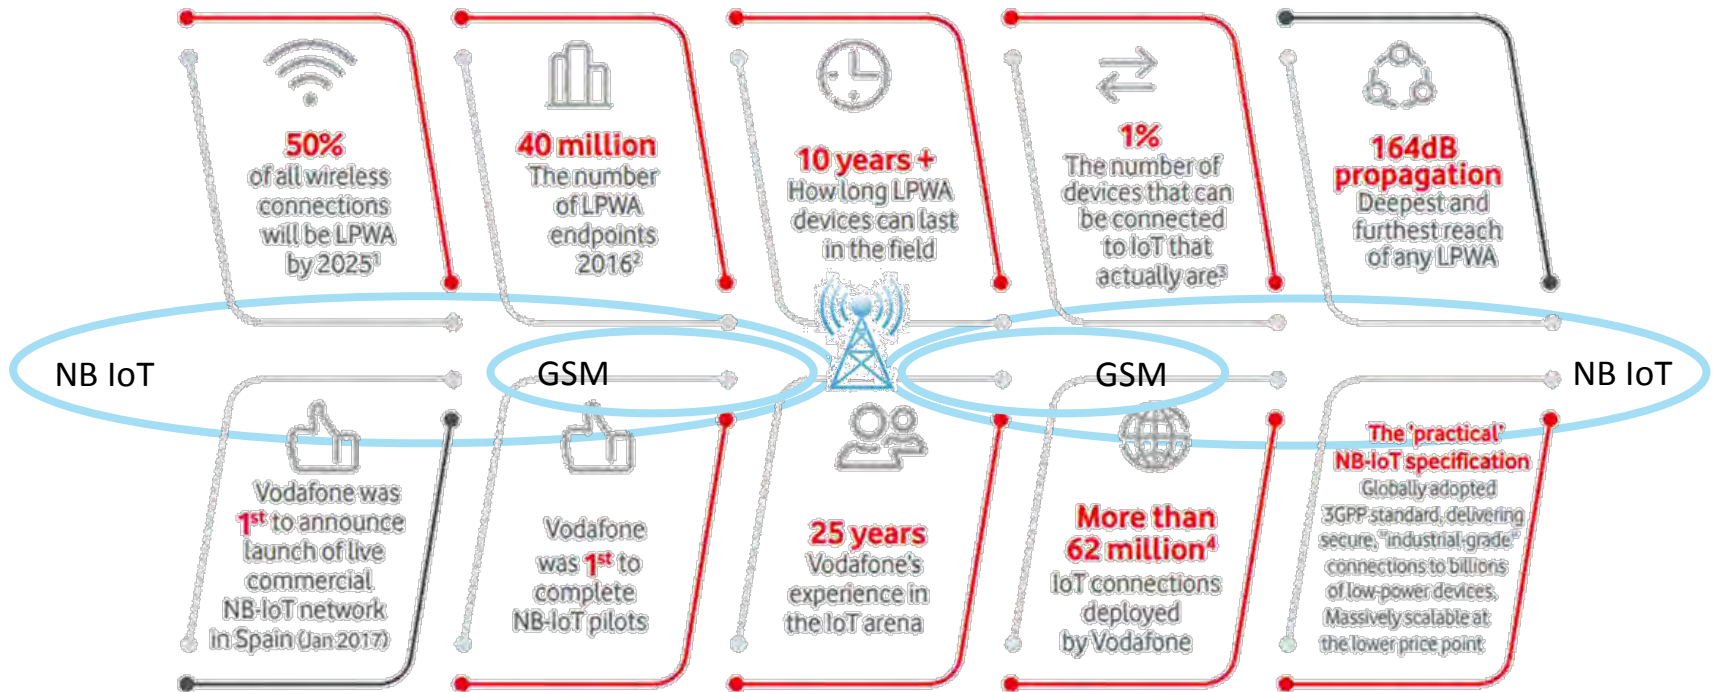 50%
of all wireless
connections
will be LPWA
by 2025¹
40 million
The number
of LPWA
endpoints
2016²
10 years +
How long LPWA
devices can last
in the field
1%
The number of
devices that can
be connected
to IoT that
actually are³
164dB
propagation
Deepest and
furthest reach
of any LPWA
NB IoT
GSM
GSM
NB IoT
Vodafone was
1st to announce
launch of live
commercial
NB-IoT network
in Spain (Jan 2017)
Vodafone
was 1st to
complete
NB-IoT pilots
25 years
Vodafone's
experience in
the IoT arena
More than
62 million⁴
IoT connections
deployed
by Vodafone
The 'practical'
NB-IoT specification
Globally adopted
3GPP standard, delivering
secure, "industrial-grade"
connections to billions
of low-power devices.
Massively scalable at
the lower price point